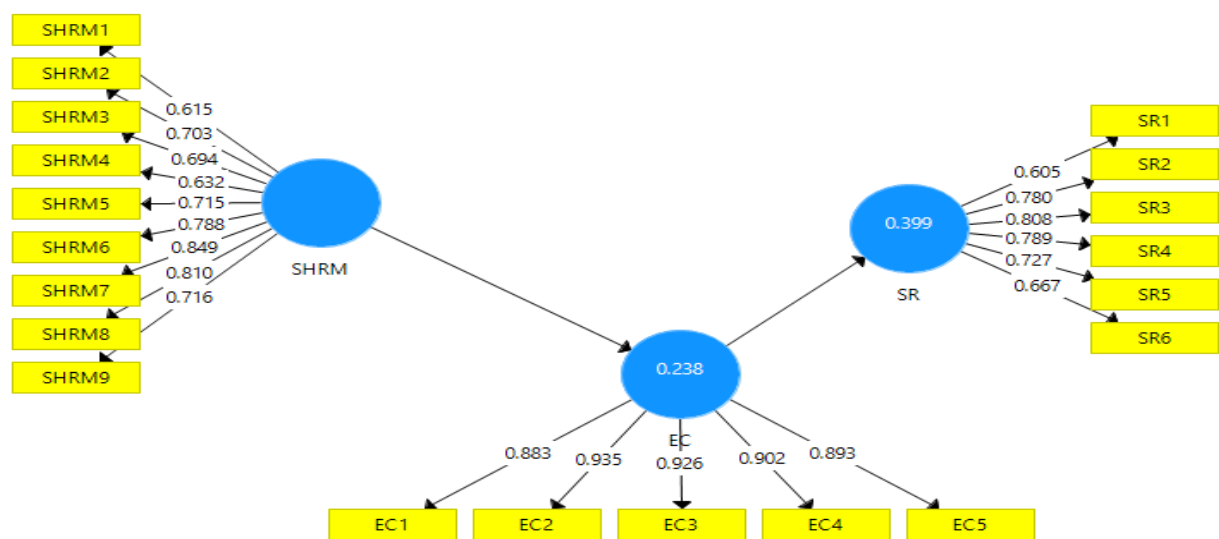 SHRM1
SHRM2
SHRM3
SHRM4
SHRM5
SHRM6
SHRM7
SHRM8
SHRM9
0.615
0.703
0.694
0.632
0.715
0.788
0.849
0.810
0.716
SHRM
0.238
EC
0.883
0.935
0.926
0.902
0.893
EC1
EC2
EC3
EC4
EC5
0.399
SR
0.605
0.780
0.808
0.789
0.727
0.667
SR1
SR2
SR3
SR4
SR5
SR6